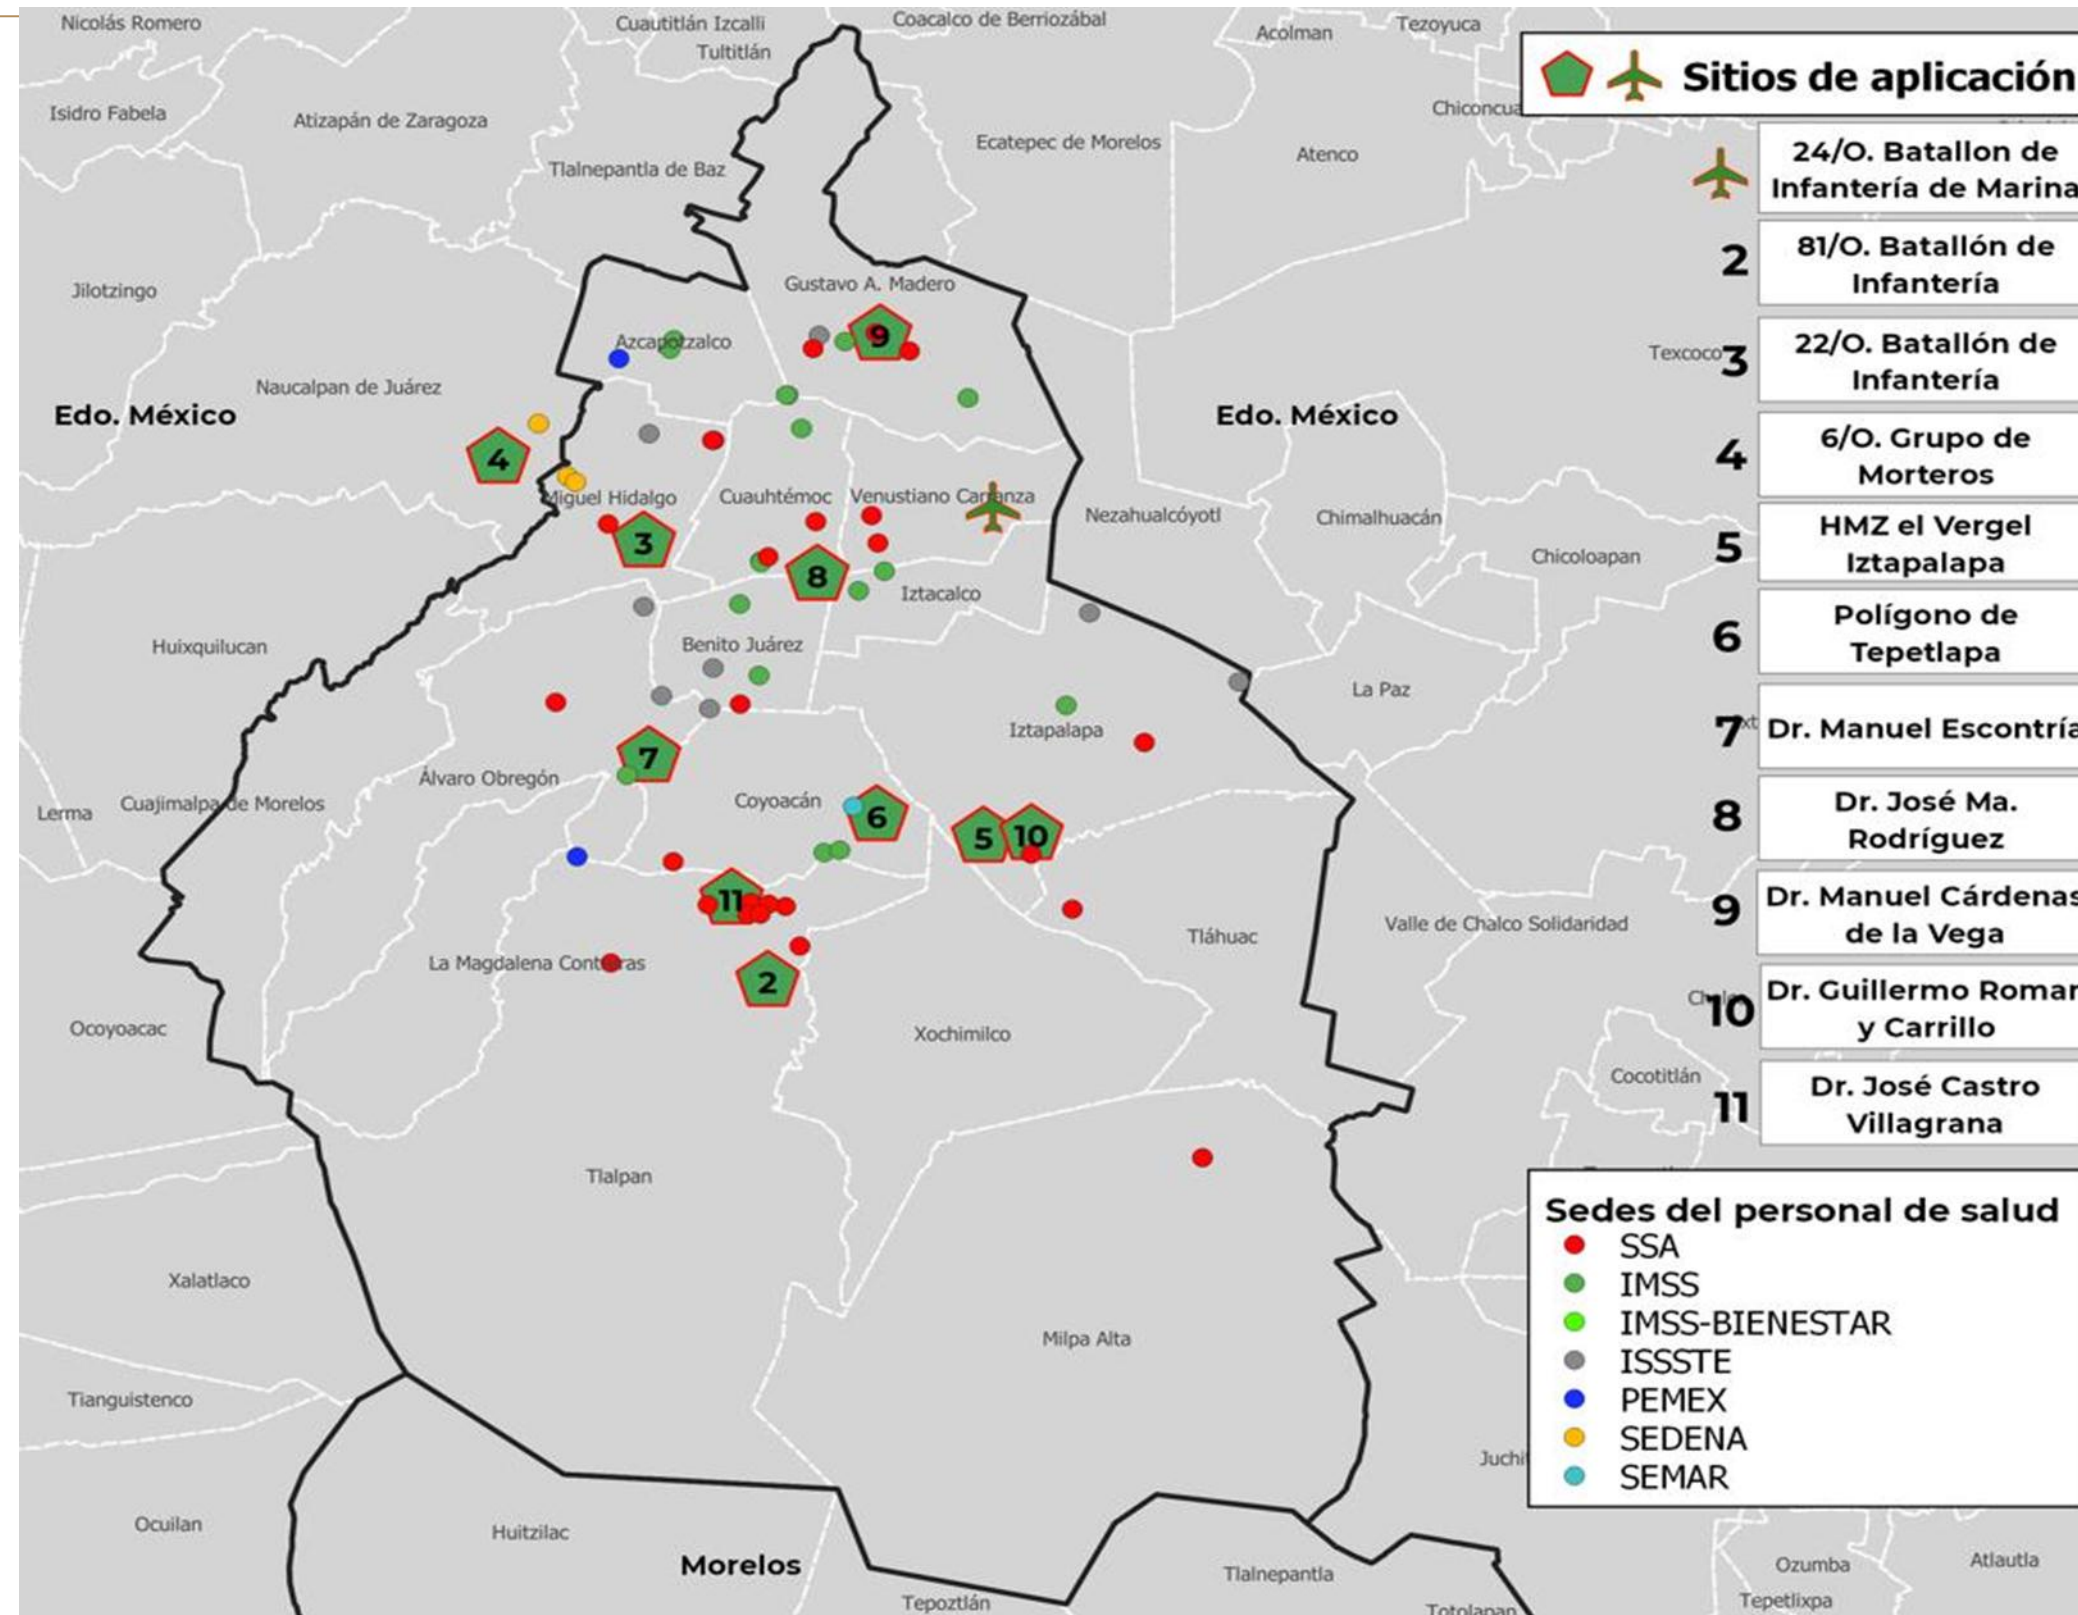 Nicolás Romero
Cuautitlán Izcalli
Coacalco de Berriozábal
Tezoyuca
Acolman
Tultitlán
Sitios de aplicación
Isidro Fabela
Atizapán de Zaragoza
Chiconcua
Ecatepec de Morelos
Atenco
Tlalnepantla de Baz
24/O. Batallon de
Infantería de Marina
2
81/O. Batallón de
Infantería
Jilotzingo
Gustavo A. Madero
Azcapotzalco
9
Texcoco
3
22/O. Batallón de
Infantería
Naucalpan de Juárez
Edo. México
Edo. México
4
4
6/O. Grupo de
Morteros
Miguel Hidalgo
Cuauhtémoc
Venustiano Carranza
Nezahualcóyotl
Chimalhuacán
3
8
Chicoloapan
5
HMZ el Vergel
Iztapalapa
Iztacalco
Huixquilucan
Benito Juárez
6
Polígono de
Tepetlapa
La Paz
Iztapalapa
7
Dr. Manuel Escontría
7
Álvaro Obregón
Lerma
Cuajimalpa de Morelos
Coyoacán
6
5
10
8
Dr. José Ma.
Rodríguez
11
Valle de Chalco Solidaridad
9
Dr. Manuel Cárdenas
de la Vega
Tláhuac
La Magdalena Contreras
2
10
Dr. Guillermo Roman
y Carrillo
Ocoyoacac
Xochimilco
Cocotitlán
11
Dr. José Castro
Villagrana
Tlalpan
Sedes del personal de salud
SSA
IMSS
IMSS-BIENESTAR
ISSSTE
PEMEX
SEDENA
SEMAR
Xalatlaco
Milpa Alta
Tianguistenco
Juchi
Ocuilan
Huitzilac
Morelos
Tlalnepantla
Ozumba
Atlautla
Tepoztlán
Totolapan
Tepetlixpa